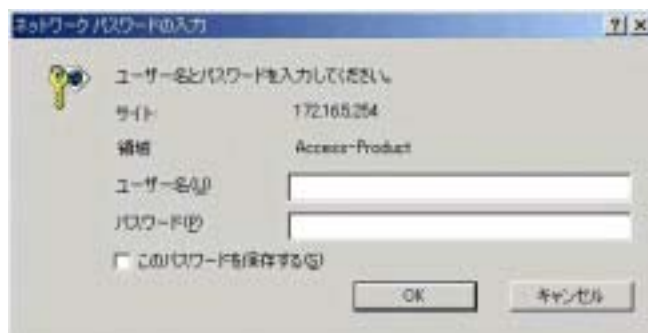 ネットワーク パスワードの入力
ユーザー名とパスワードを入力してください。
サイト: 172.16.5.254
領域 Access-Product
ユーザー名(U)
パスワード(P)
このパスワードを保存する(S)
OK キャンセル